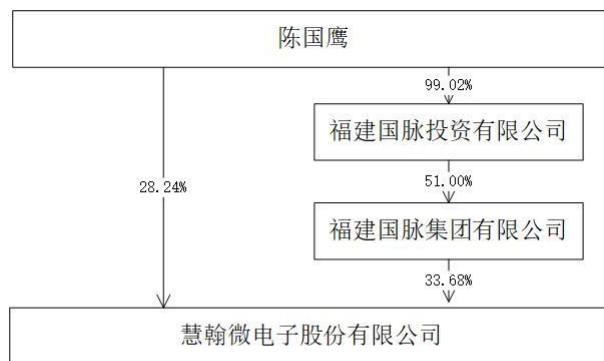 陈国鹰
99.02%
福建国脉投资有限公司
28.24%
51.00%
福建国脉集团有限公司
33.68%
慧翰微电子股份有限公司